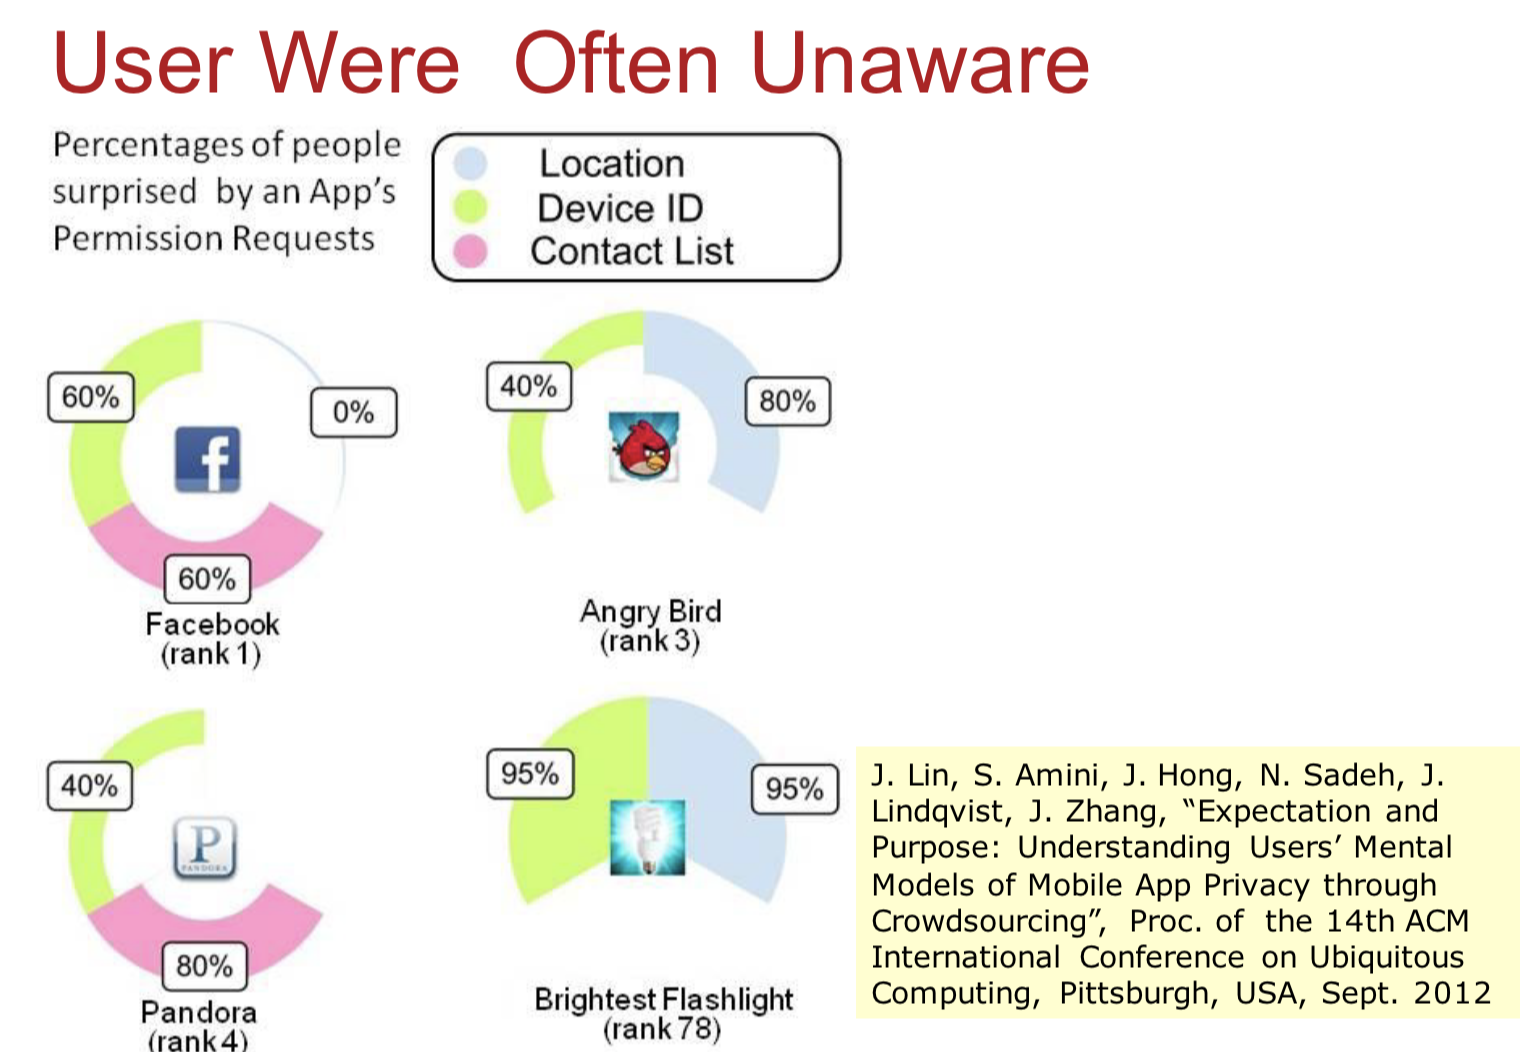 User Were Often Unaware
Percentages of people
surprised by an App's
Permission Requests
Location
Device ID
Contact List
60%
0%
60%
Facebook
(rank 1)
40%
80%
Angry Bird
(rank 3)
40%
P
PANDORA
80%
Pandora
(rank 4)
95%
95%
Brightest Flashlight
(rank 78)
J. Lin, S. Amini, J. Hong, N. Sadeh, J.
Lindqvist, J. Zhang, “Expectation and
Purpose: Understanding Users’ Mental
Models of Mobile App Privacy through
Crowdsourcing”, Proc. of the 14th ACM
International Conference on Ubiquitous
Computing, Pittsburgh, USA, Sept. 2012